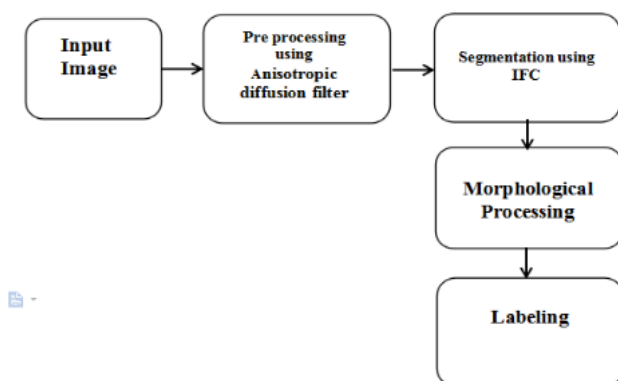 Input
Image
Pre processing
using
Anisotropic
diffusion filter
Segmentation using
IFC
Morphological
Processing
Labeling